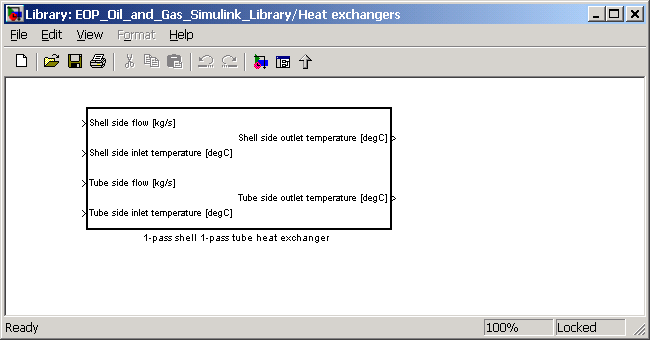 Library: EOP_Oil_and_Gas_Simulink_Library/Heat exchangers
File Edit View Format Help
Shell side flow [kg/s]
Shell side outlet temperature [degC]
Shell side inlet temperature [degC]
Tube side flow [kg/s]
Tube side outlet temperature [degC]
Tube side inlet temperature [degC]
1-pass shell 1-pass tube heat exchanger
Ready 100% Locked